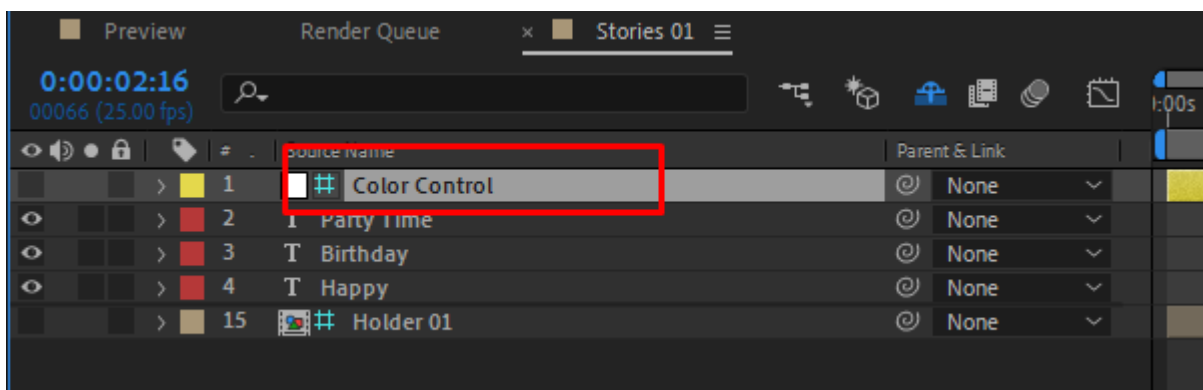 Preview Render Queue × Stories 01 ≡
0:00:02:16
00066 (25.00 fps)
:00s
# . Source Name Parent & Link
1 Color Control None
2 T Party Time None
3 T Birthday None
4 T Happy None
15 Holder 01 None